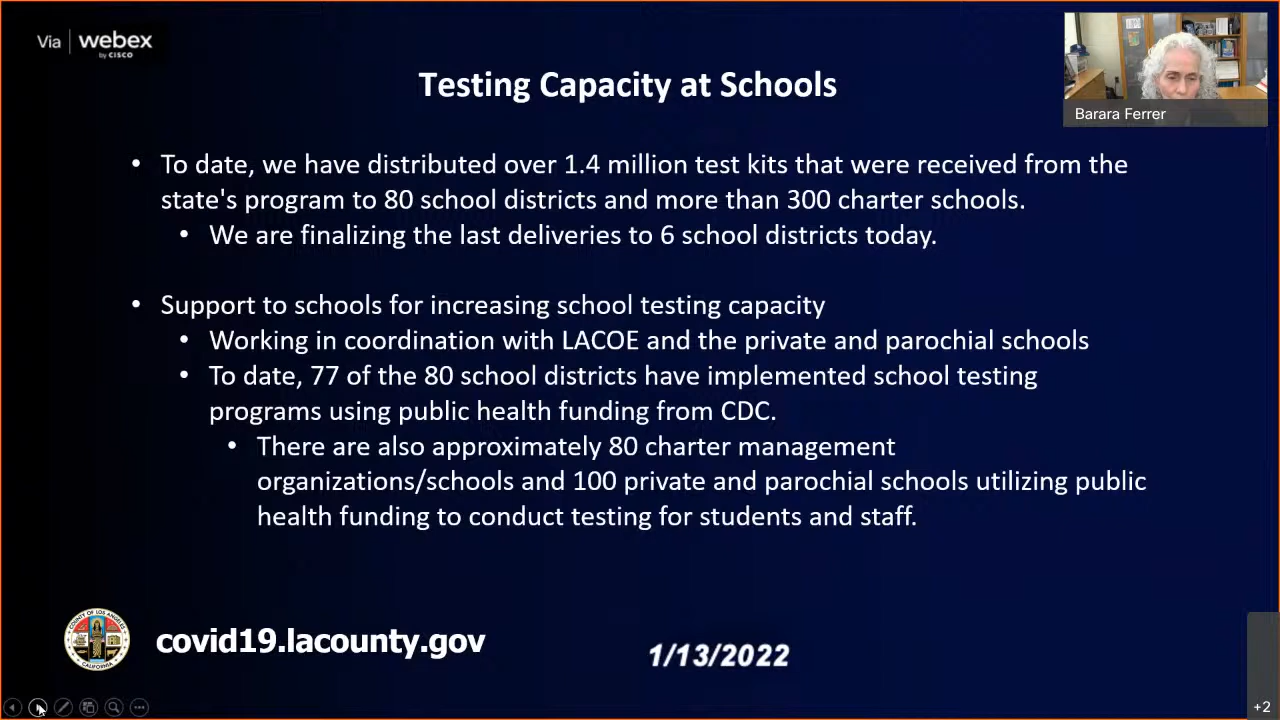 Via | webex
by CISCO
Testing Capacity at Schools
Barara Ferrer
• To date, we have distributed over 1.4 million test kits that were received from the
state's program to 80 school districts and more than 300 charter schools.
• We are finalizing the last deliveries to 6 school districts today.
• Support to schools for increasing school testing capacity
• Working in coordination with LACOE and the private and parochial schools
• To date, 77 of the 80 school districts have implemented school testing
programs using public health funding from CDC.
• There are also approximately 80 charter management
organizations/schools and 100 private and parochial schools utilizing public
health funding to conduct testing for students and staff.
COUNTY OF LOS ANGELES
CALIFORNIA
covid19.lacounty.gov
1/13/2022
+2